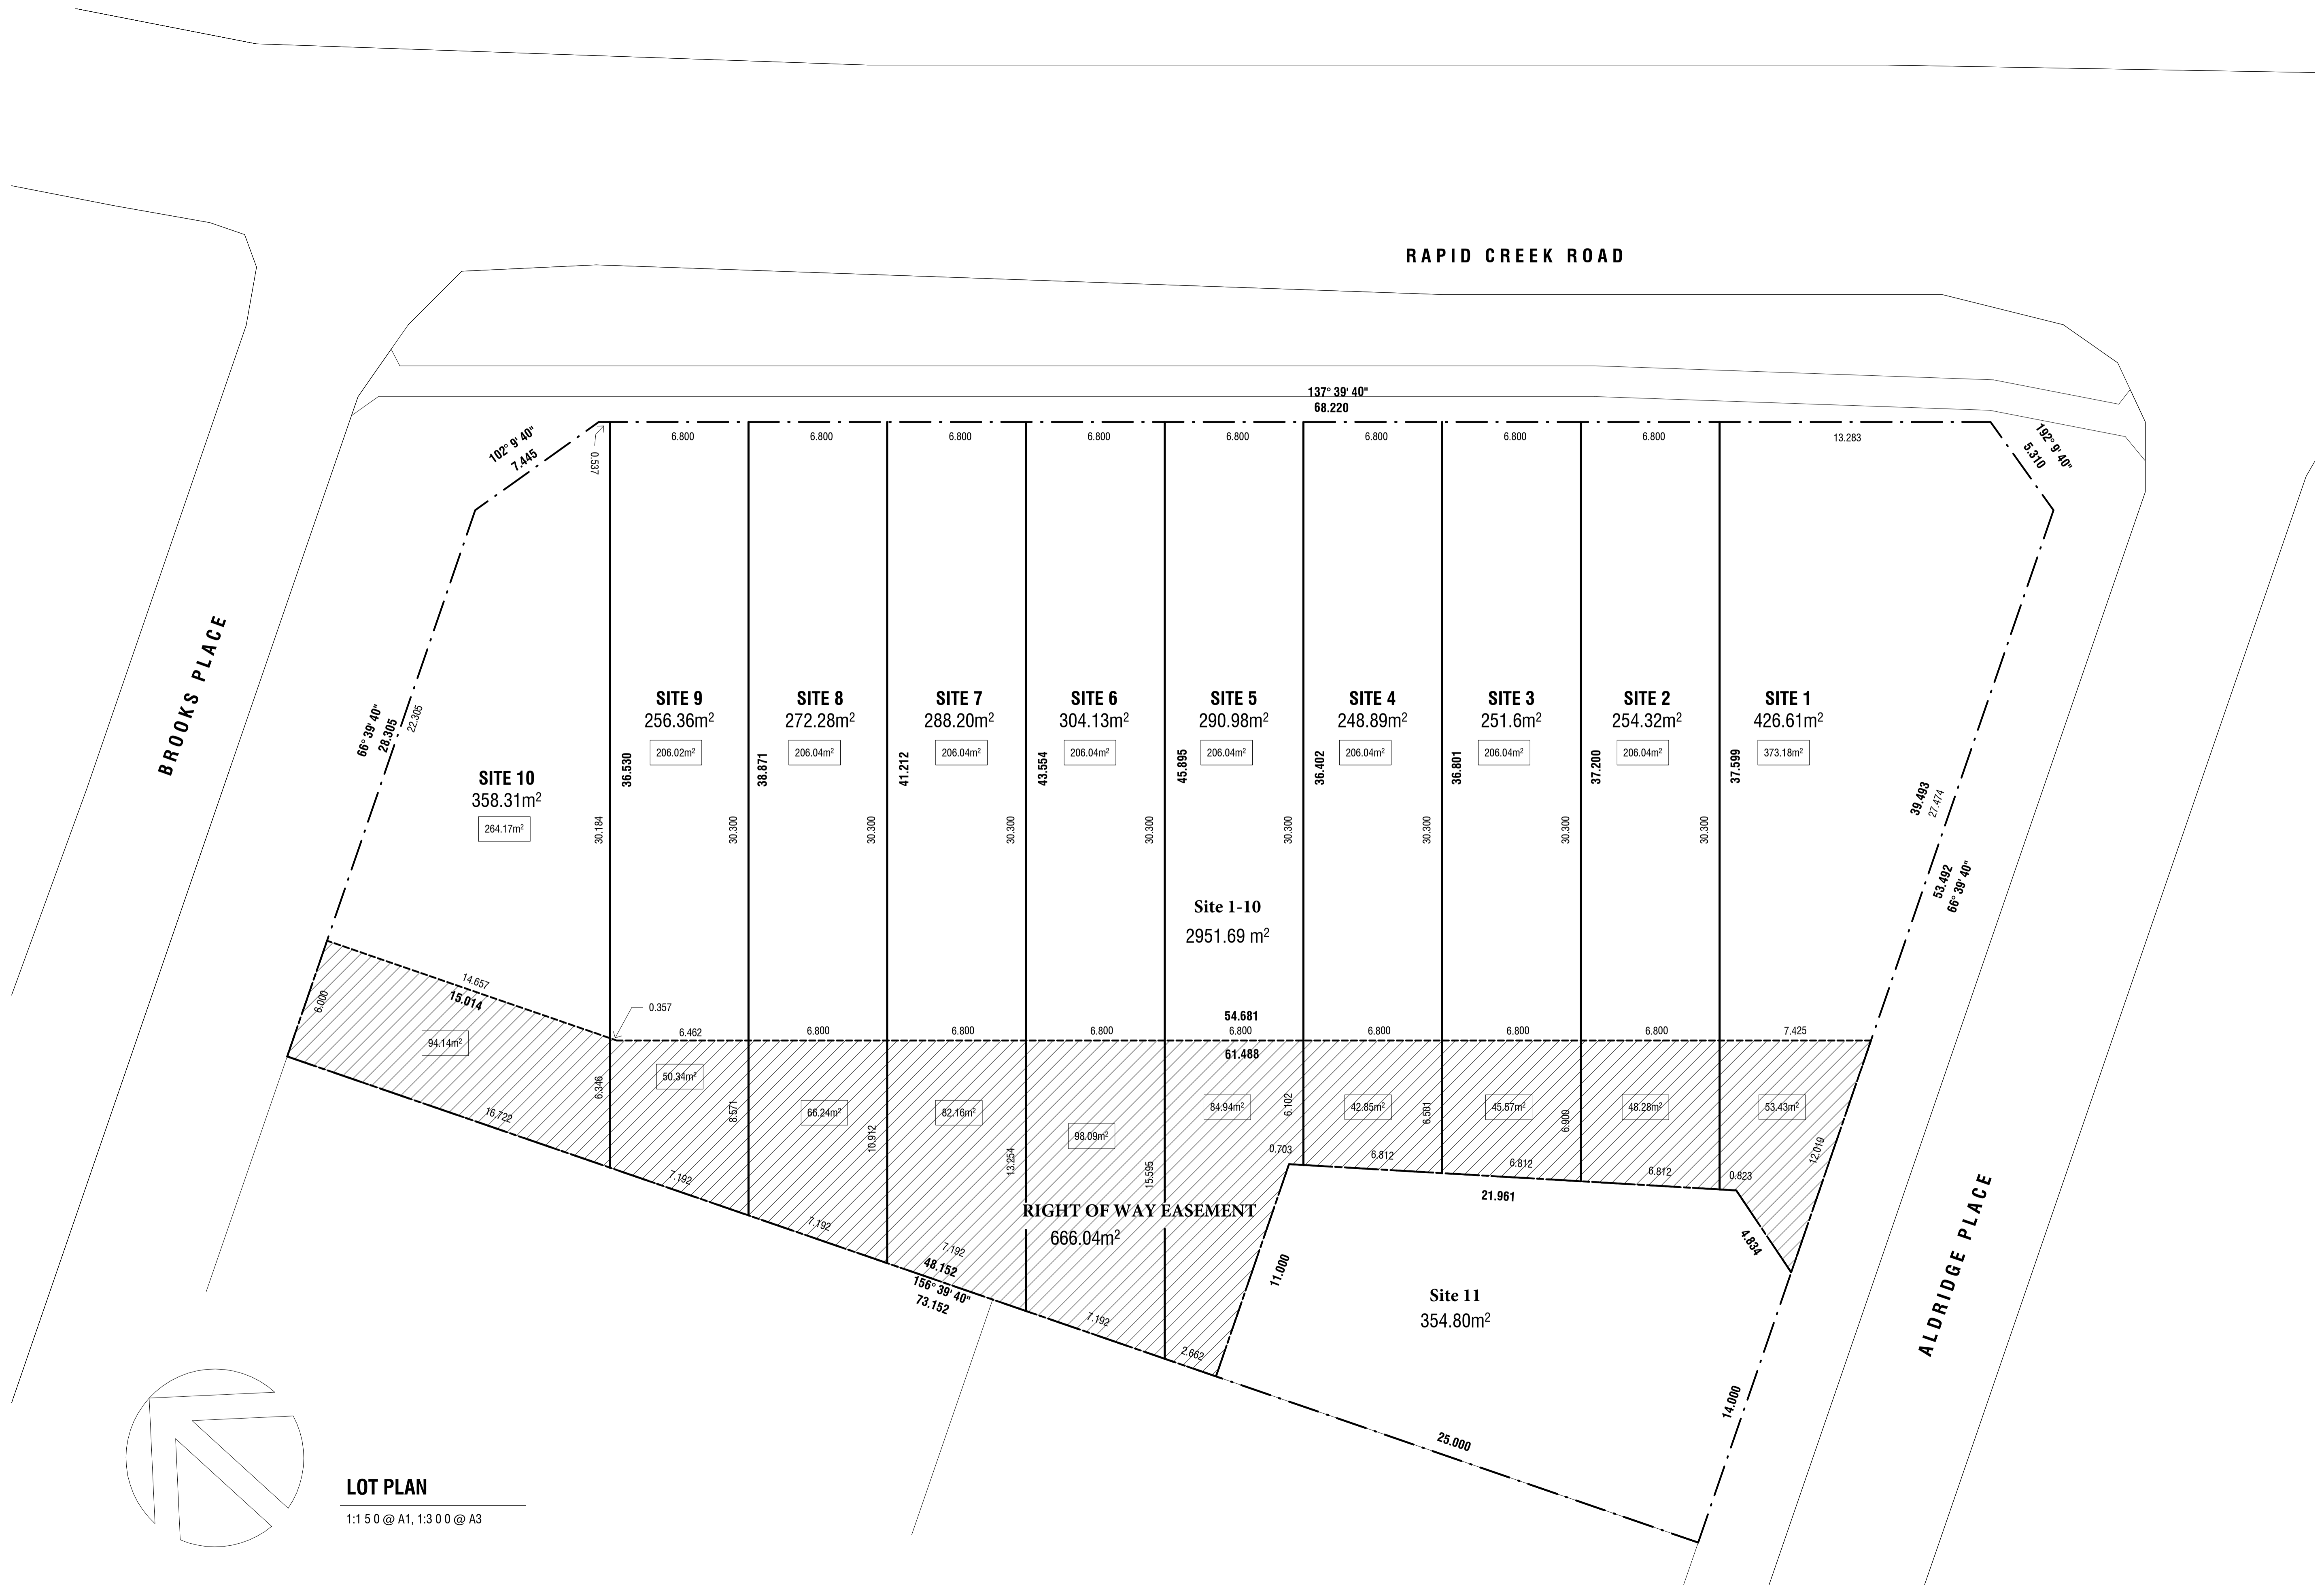 RAPID CREEK ROAD
137° 39' 40"
68.220
102° 9' 40"
7.445
0.537
6.800
6.800
6.800
6.800
6.800
6.800
6.800
6.800
13.283
192° 9' 40"
5.310
BROOKS PLACE
66° 39' 40"
28.305
22.305
SITE 10
358.31m²
264.17m²
SITE 9
256.36m²
206.02m²
SITE 8
272.28m²
206.04m²
SITE 7
288.20m²
206.04m²
SITE 6
304.13m²
206.04m²
SITE 5
290.98m²
206.04m²
SITE 4
248.89m²
206.04m²
SITE 3
251.6m²
206.04m²
SITE 2
254.32m²
206.04m²
SITE 1
426.61m²
373.18m²
36.530
38.871
41.212
43.554
45.895
36.402
36.801
37.200
37.599
30.184
30.300
30.300
30.300
30.300
30.300
30.300
30.300
30.300
39.493
27.474
53.492
66° 39' 40"
Site 1-10
2951.69 m²
14.657
15.014
6.000
0.357
6.462
6.800
6.800
6.800
54.681
6.800
61.488
6.800
6.800
6.800
7.425
94.14m²
50.34m²
66.24m²
82.16m²
98.09m²
84.94m²
42.85m²
45.57m²
48.28m²
53.43m²
6.346
8.571
10.912
13.254
15.595
6.102
6.501
6.900
12.019
16.722
7.192
7.192
7.192
48.152
156° 39' 40"
73.152
7.192
2.662
0.703
6.812
6.812
6.812
0.823
21.961
4.834
RIGHT OF WAY EASEMENT
666.04m²
11.000
Site 11
354.80m²
14.000
25.000
ALDRIDGE PLACE
LOT PLAN
1:1 5 0 @ A1, 1:3 0 0 @ A3